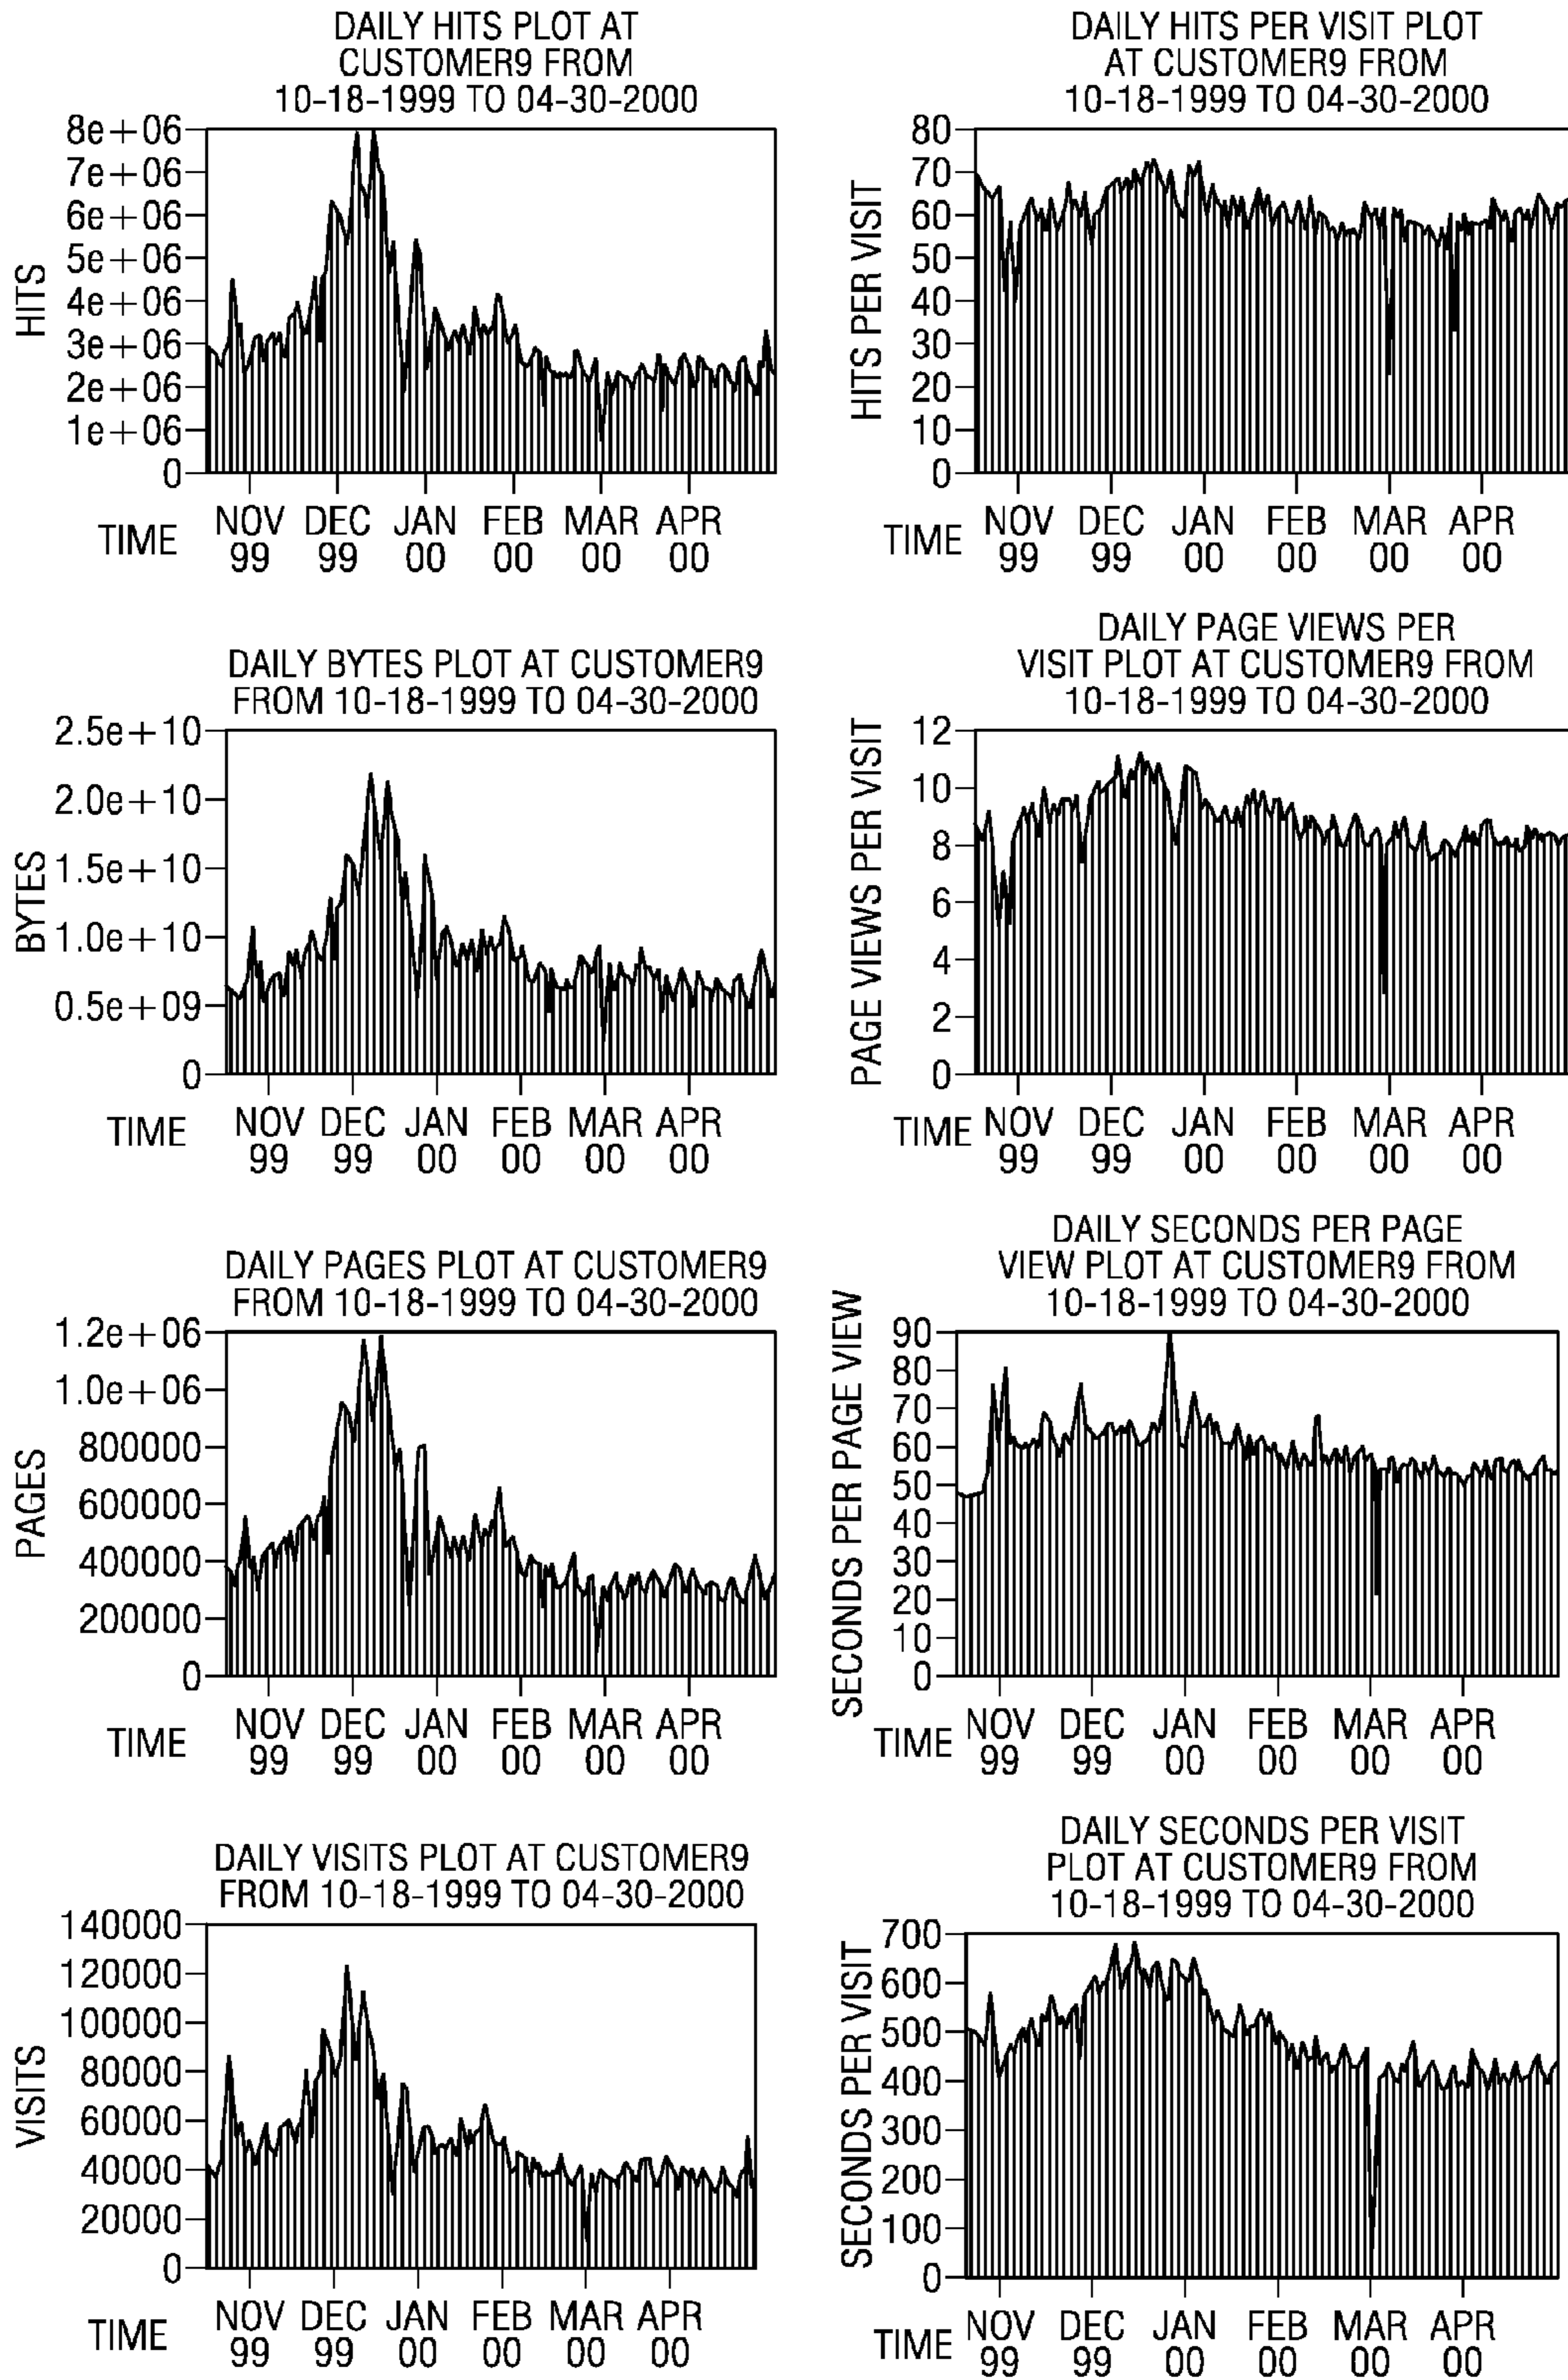 DAILY HITS PLOT AT
CUSTOMER9 FROM
10-18-1999 TO 04-30-2000
HITS
8e+06
7e+06
6e+06
5e+06
4e+06
3e+06
2e+06
1e+06
0
TIME
NOV DEC JAN FEB MAR APR
99 99 00 00 00 00
DAILY HITS PER VISIT PLOT
AT CUSTOMER9 FROM
10-18-1999 TO 04-30-2000
HITS PER VISIT
80
70
60
50
40
30
20
10
0
TIME
NOV DEC JAN FEB MAR APR
99 99 00 00 00 00
DAILY BYTES PLOT AT CUSTOMER9
FROM 10-18-1999 TO 04-30-2000
BYTES
2.5e+10
2.0e+10
1.5e+10
1.0e+10
0.5e+09
0
TIME
NOV DEC JAN FEB MAR APR
99 99 00 00 00 00
DAILY PAGE VIEWS PER
VISIT PLOT AT CUSTOMER9 FROM
10-18-1999 TO 04-30-2000
PAGE VIEWS PER VISIT
12
10
8
6
4
2
0
TIME
NOV DEC JAN FEB MAR APR
99 99 00 00 00 00
DAILY PAGES PLOT AT CUSTOMER9
FROM 10-18-1999 TO 04-30-2000
PAGES
1.2e+06
1.0e+06
800000
600000
400000
200000
0
TIME
NOV DEC JAN FEB MAR APR
99 99 00 00 00 00
DAILY SECONDS PER PAGE
VIEW PLOT AT CUSTOMER9 FROM
10-18-1999 TO 04-30-2000
SECONDS PER PAGE VIEW
90
80
70
60
50
40
30
20
10
0
TIME
NOV DEC JAN FEB MAR APR
99 99 00 00 00 00
DAILY VISITS PLOT AT CUSTOMER9
FROM 10-18-1999 TO 04-30-2000
VISITS
140000
120000
100000
80000
60000
40000
20000
0
TIME
NOV DEC JAN FEB MAR APR
99 99 00 00 00 00
DAILY SECONDS PER VISIT
PLOT AT CUSTOMER9 FROM
10-18-1999 TO 04-30-2000
SECONDS PER VISIT
700
600
500
400
300
200
100
0
TIME
NOV DEC JAN FEB MAR APR
99 99 00 00 00 00